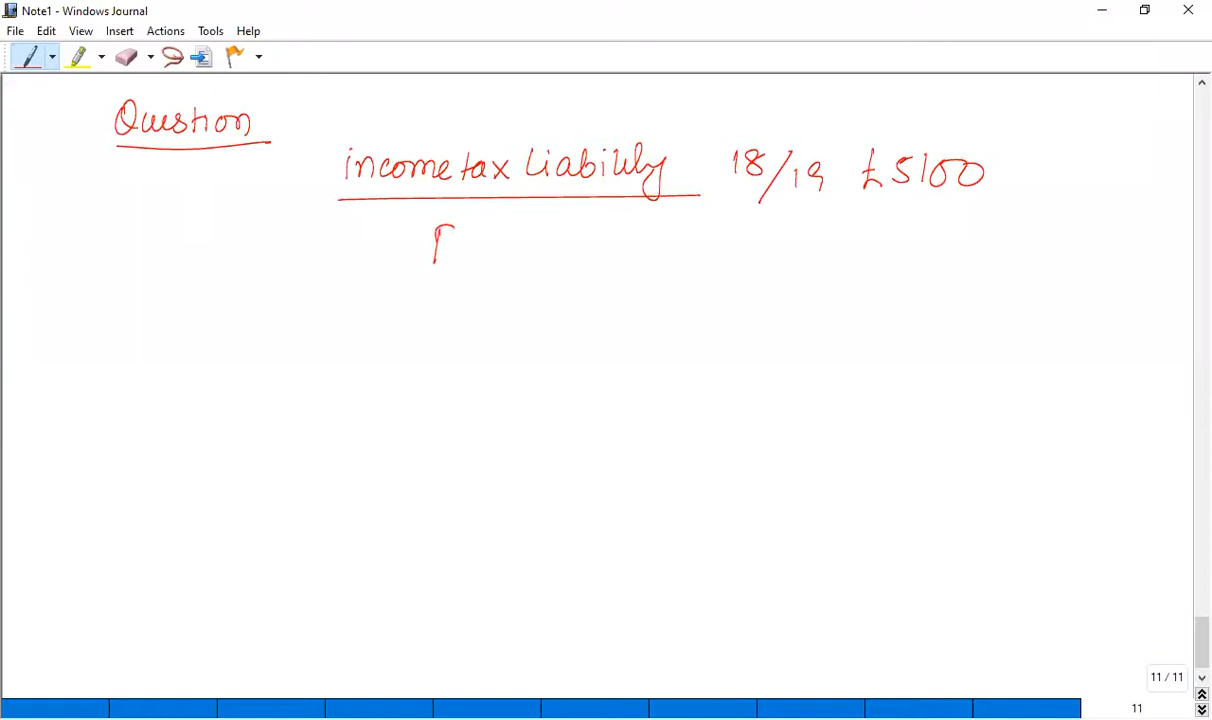 Note1 - Windows Journal
File Edit View Insert Actions Tools Help
Question
income tax liability 18/19 £5100
11 / 11
11